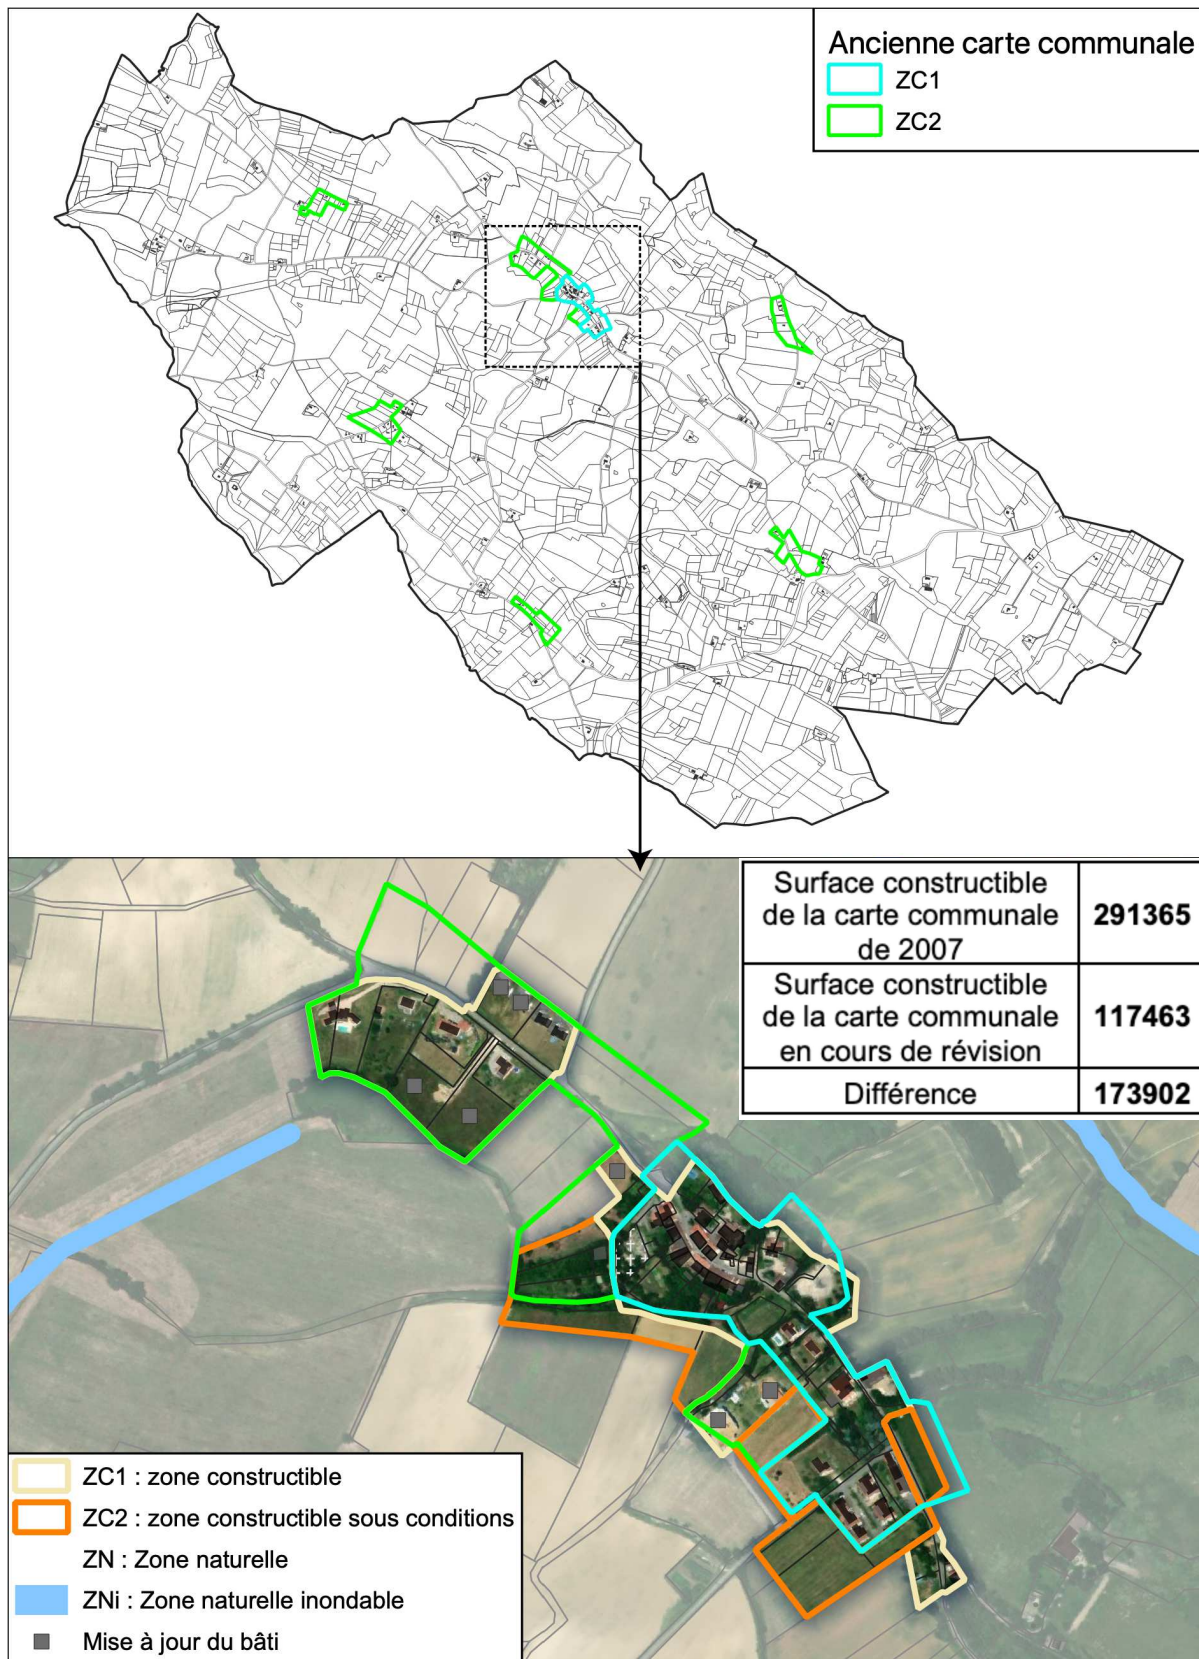 Ancienne carte communale
ZC1
ZC2
Surface constructible
de la carte communale
de 2007
291365
Surface constructible
de la carte communale
en cours de révision
117463
Différence
173902
ZC1 : zone constructible
ZC2 : zone constructible sous conditions
ZN : Zone naturelle
ZNi : Zone naturelle inondable
Mise à jour du bâti